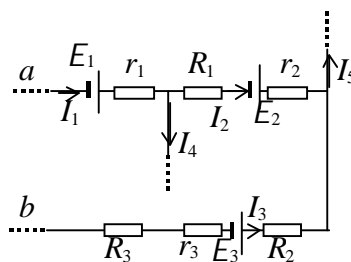 E₁ r₁ R₁ r₂
a I₅
I₁ I₂ E₂
I₄
b I₃
R₃ r₃ E₃ R₂